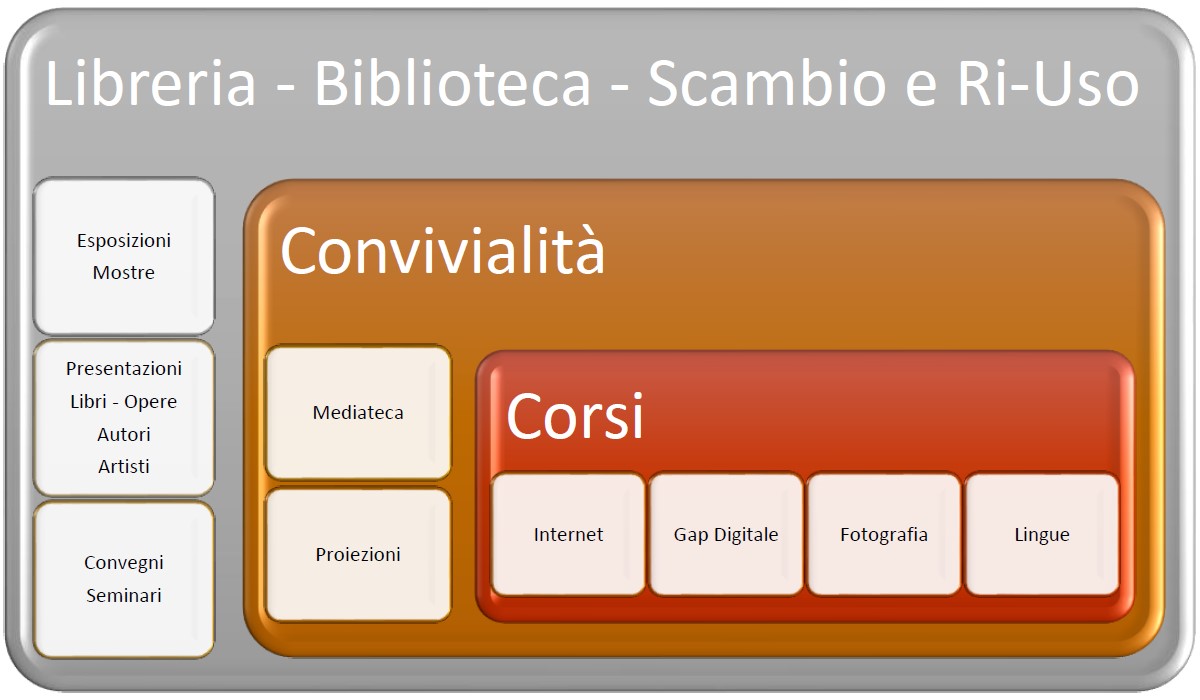 Libreria - Biblioteca - Scambio e Ri-Uso
Esposizioni
Mostre
Presentazioni
Libri - Opere
Autori
Artisti
Convegni
Seminari
Convivialità
Mediateca
Proiezioni
Corsi
Internet
Gap Digitale
Fotografia
Lingue